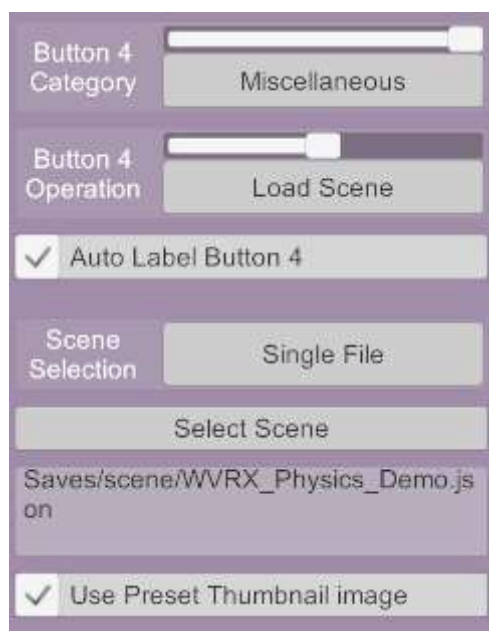 Button 4
Category
Miscellaneous
Button 4
Operation
Load Scene
Auto Label Button 4
Scene
Selection
Single File
Select Scene
Saves/scene/WVRX_Physics_Demo.js
on
Use Preset Thumbnail image